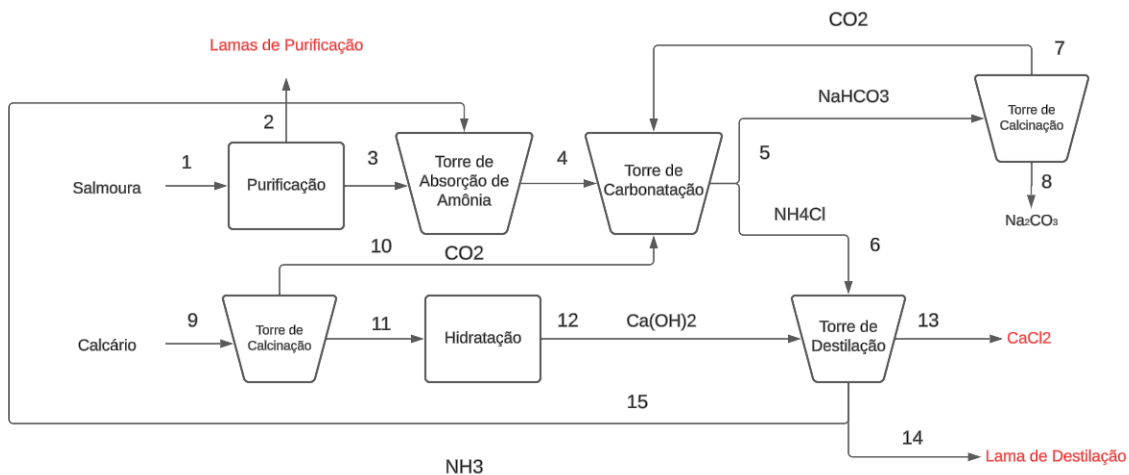 CO2
Lamas de Purificação
7
NaHCO3
Torre de
Calcinação
2
1
3
4
5
Salmoura
Purificação
Torre de
Absorção de
Amônia
Torre de
Carbonatação
8
Na₂CO₃
NH4Cl
10
CO2
6
9
11
12
Ca(OH)2
13
Calcário
Torre de
Calcinação
Hidratação
Torre de
Destilação
CaCl2
15
14
Lama de Destilação
NH3